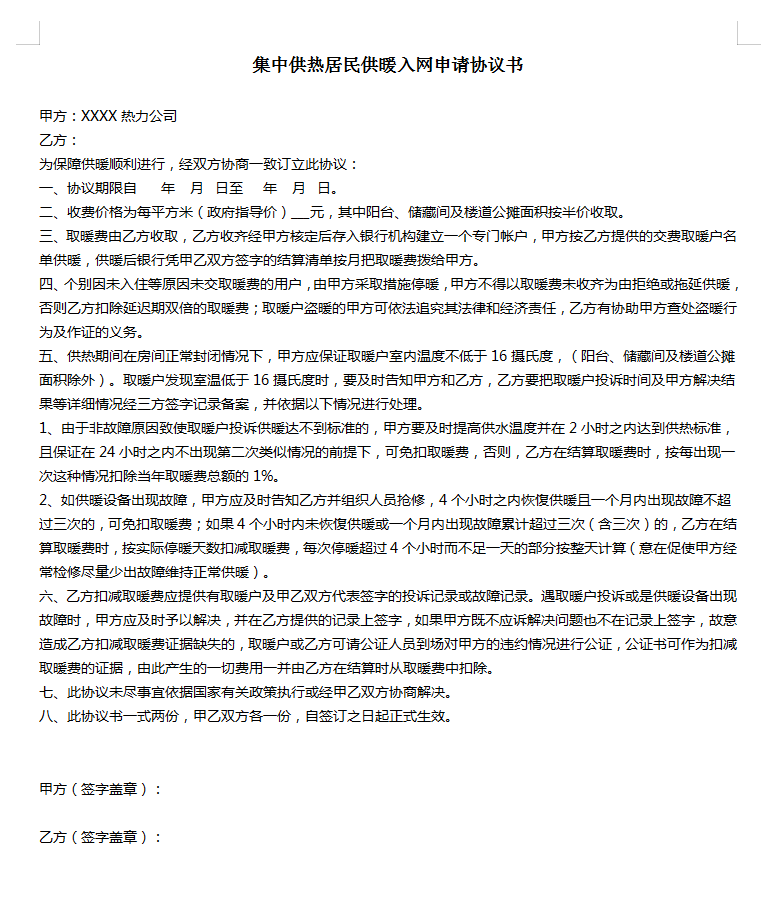 集中供热居民供暖入网申请协议书
甲方：XXXX 热力公司
乙方：
为保障供暖顺利进行，经双方协商一致订立此协议：
一、协议期限自 年 月 日至 年 月 日。
二、收费价格为每平方米（政府指导价）___元，其中阳台、储藏间及楼道公摊面积按半价收取。
三、取暖费由乙方收取，乙方收齐经甲方核定后存入银行机构建立一个专门帐户，甲方按乙方提供的交费取暖户名
单供暖，供暖后银行凭甲乙双方签字的结算清单按月把取暖费拨给甲方。
四、个别因未入住等原因未交取暖费的用户，由甲方采取措施停暖，甲方不得以取暖费未收齐为由拒绝或拖延供暖，
否则乙方扣除延迟期双倍的取暖费；取暖户盗暖的甲方可依法追究其法律和经济责任，乙方有协助甲方查处盗暖行
为及作证的义务。
五、供热期间在房间正常封闭情况下，甲方应保证取暖户室内温度不低于 16 摄氏度，（阳台、储藏间及楼道公摊
面积除外）。取暖户发现室温低于 16 摄氏度时，要及时告知甲方和乙方，乙方要把取暖户投诉时间及甲方解决结
果等详细情况经三方签字记录备案，并依据以下情况进行处理。
1、由于非故障原因致使取暖户投诉供暖达不到标准的，甲方要及时提高供水温度并在 2 小时之内达到供热标准，
且保证在 24 小时之内不出现第二次类似情况的前提下，可免扣取暖费，否则，乙方在结算取暖费时，按每出现一
次这种情况扣除当年取暖费总额的 1%。
2、如供暖设备出现故障，甲方应及时告知乙方并组织人员抢修，4 个小时之内恢愎供暖且一个月内出现故障不超
过三次的，可免扣取暖费；如果 4 个小时内未恢愎供暖或一个月内出现故障累计超过三次（含三次）的，乙方在结
算取暖费时，按实际停暖天数扣减取暖费，每次停暖超过 4 个小时而不足一天的部分按整天计算（意在促使甲方经
常检修尽量少出故障维持正常供暖）。
六、乙方扣减取暖费应提供有取暖户及甲乙双方代表签字的投诉记录或故障记录。遇取暖户投诉或是供暖设备出现
故障时，甲方应及时予以解决，并在乙方提供的记录上签字，如果甲方既不应诉解决问题也不在记录上签字，故意
造成乙方扣减取暖费证据缺失的，取暖户或乙方可请公证人员到场对甲方的违约情况进行公证，公证书可作为扣减
取暖费的证据，由此产生的一切费用一并由乙方在结算时从取暖费中扣除。
七、此协议未尽事宜依据国家有关政策执行或经甲乙双方协商解决。
八、此协议书一式两份，甲乙双方各一份，自签订之日起正式生效。
甲方（签字盖章）：
乙方（签字盖章）：